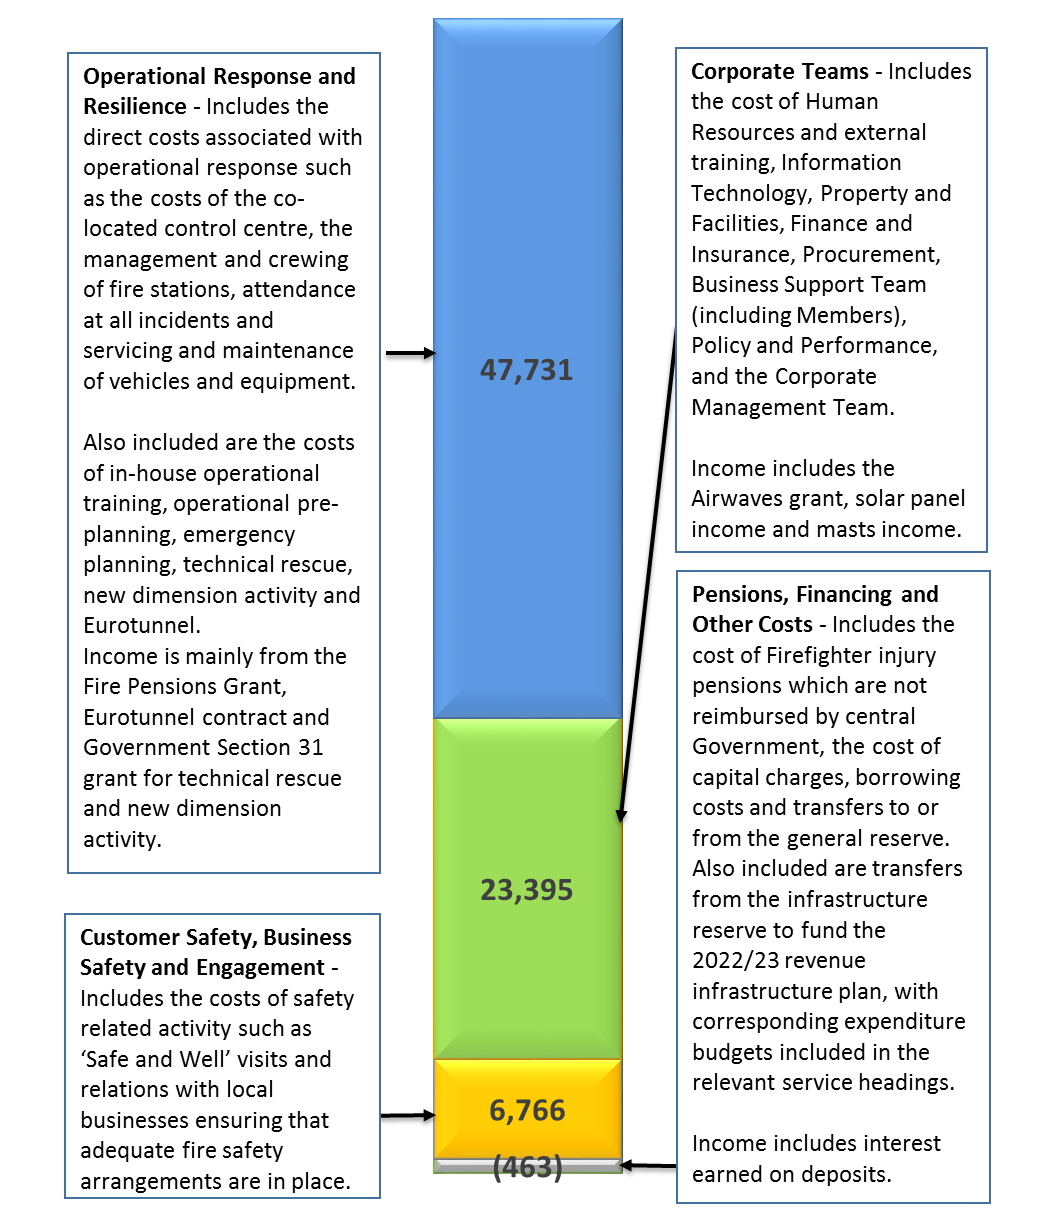 Operational Response and
Resilience - Includes the
direct costs associated with
operational response such
as the costs of the co-
located control centre, the
management and crewing
of fire stations, attendance
at all incidents and
servicing and maintenance
of vehicles and equipment.
Also included are the costs
of in-house operational
training, operational pre-
planning, emergency
planning, technical rescue,
new dimension activity and
Eurotunnel.
Income is mainly from the
Fire Pensions Grant,
Eurotunnel contract and
Government Section 31
grant for technical rescue
and new dimension
activity.
Customer Safety, Business
Safety and Engagement -
Includes the costs of safety
related activity such as
‘Safe and Well’ visits and
relations with local
businesses ensuring that
adequate fire safety
arrangements are in place.
47,731
23,395
6,766
(463)
Corporate Teams - Includes
the cost of Human
Resources and external
training, Information
Technology, Property and
Facilities, Finance and
Insurance, Procurement,
Business Support Team
(including Members),
Policy and Performance,
and the Corporate
Management Team.
Income includes the
Airwaves grant, solar panel
income and masts income.
Pensions, Financing and
Other Costs - Includes the
cost of Firefighter injury
pensions which are not
reimbursed by central
Government, the cost of
capital charges, borrowing
costs and transfers to or
from the general reserve.
Also included are transfers
from the infrastructure
reserve to fund the
2022/23 revenue
infrastructure plan, with
corresponding expenditure
budgets included in the
relevant service headings.
Income includes interest
earned on deposits.